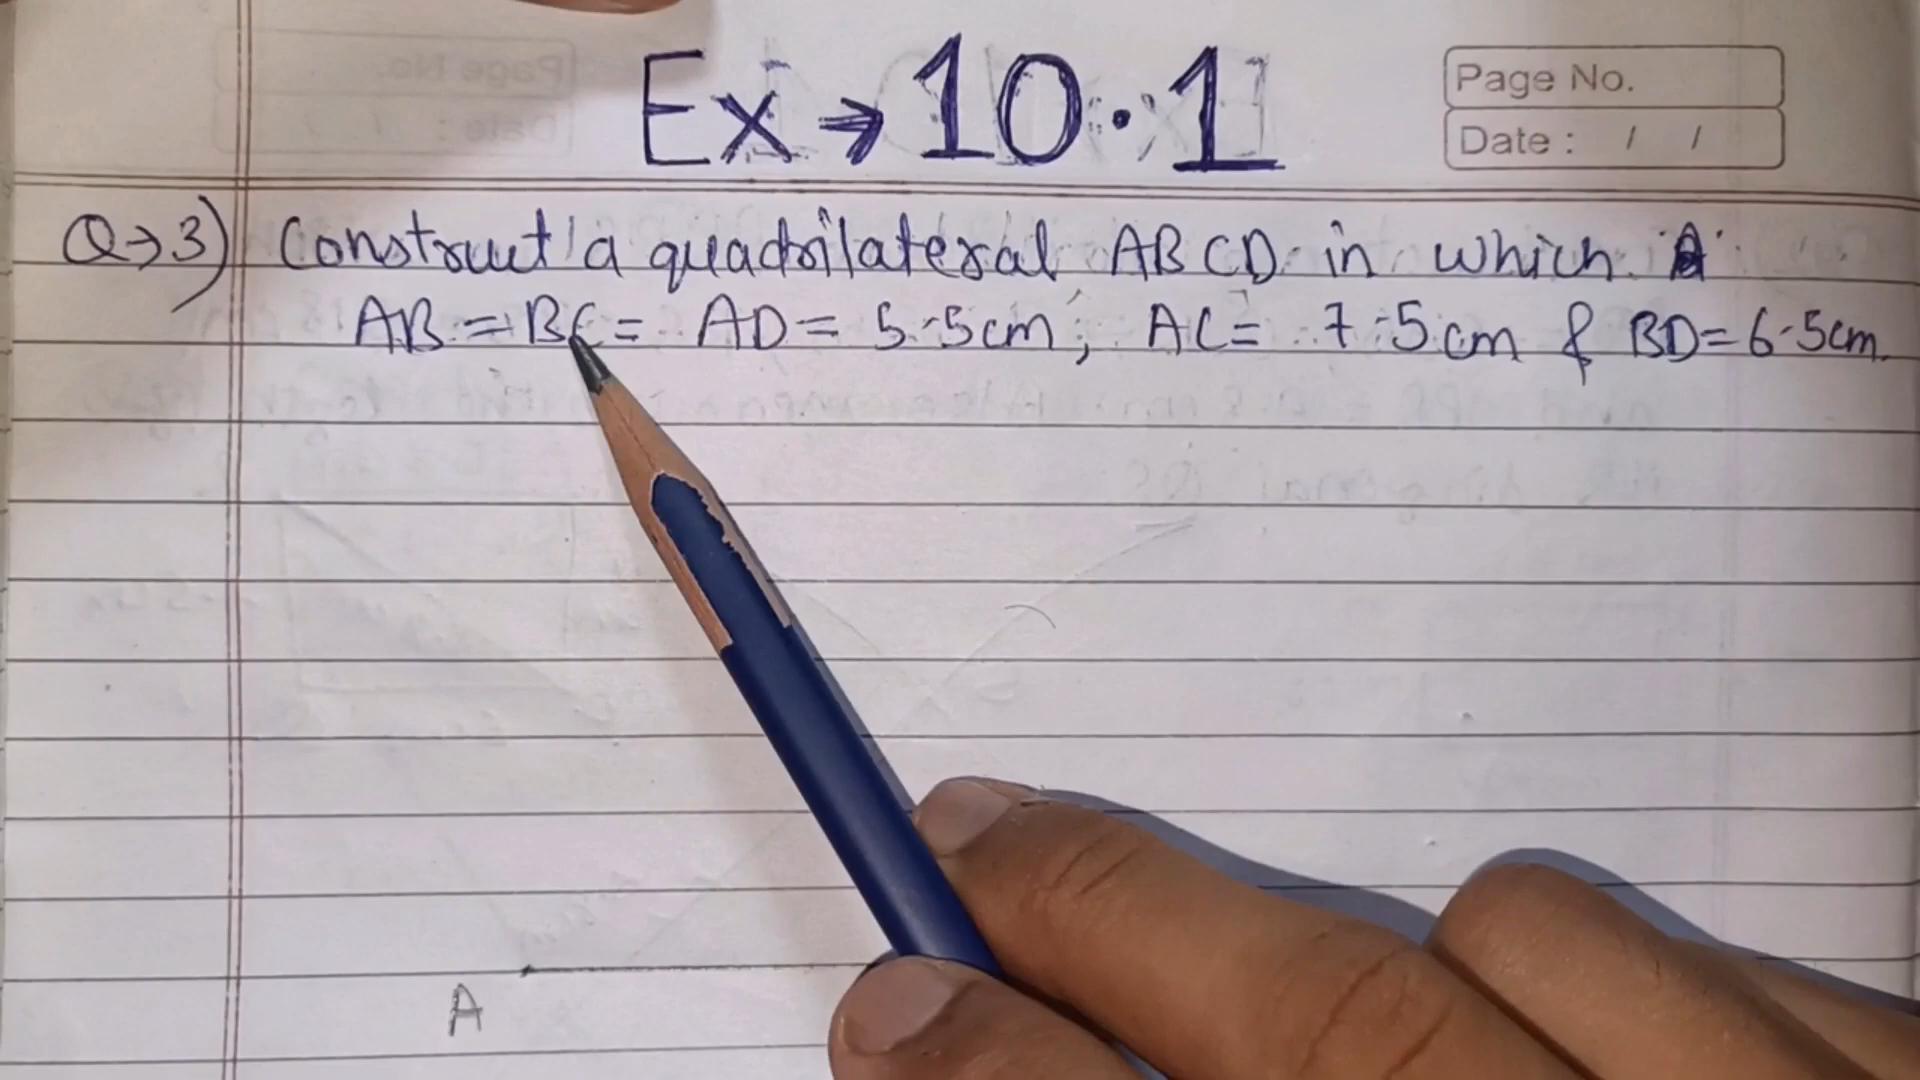 Ex → 10.1
Page No.
Date : / /
Q→3) Construct a quadrilateral ABCD in which
AB = BC = AD = 5.5cm; AC = 7.5cm & BD = 6.5cm.
A